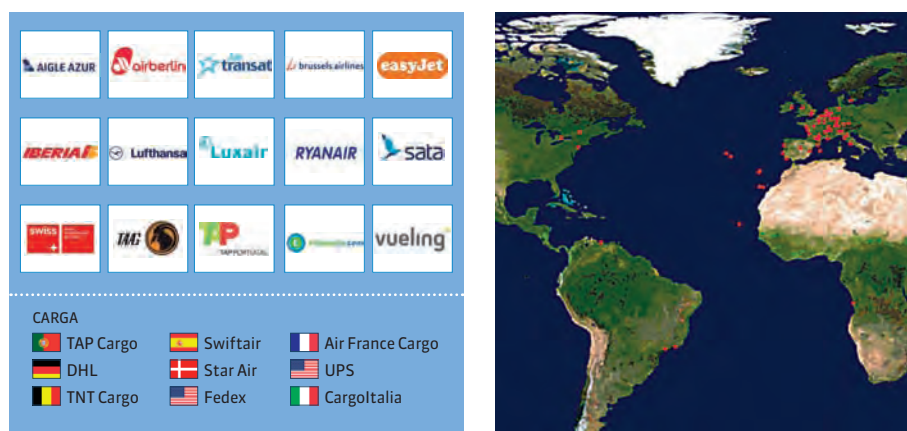 AIGLE AZUR
airberlin
transat
brussels airlines
easyJet
IBERIA
Lufthansa
Luxair
RYANAIR
sata
swiss
TAAG
TAP
TAP PORTUGAL
vueling
CARGA
TAP Cargo
Swiftair
Air France Cargo
DHL
Star Air
UPS
TNT Cargo
Fedex
CargoItalia